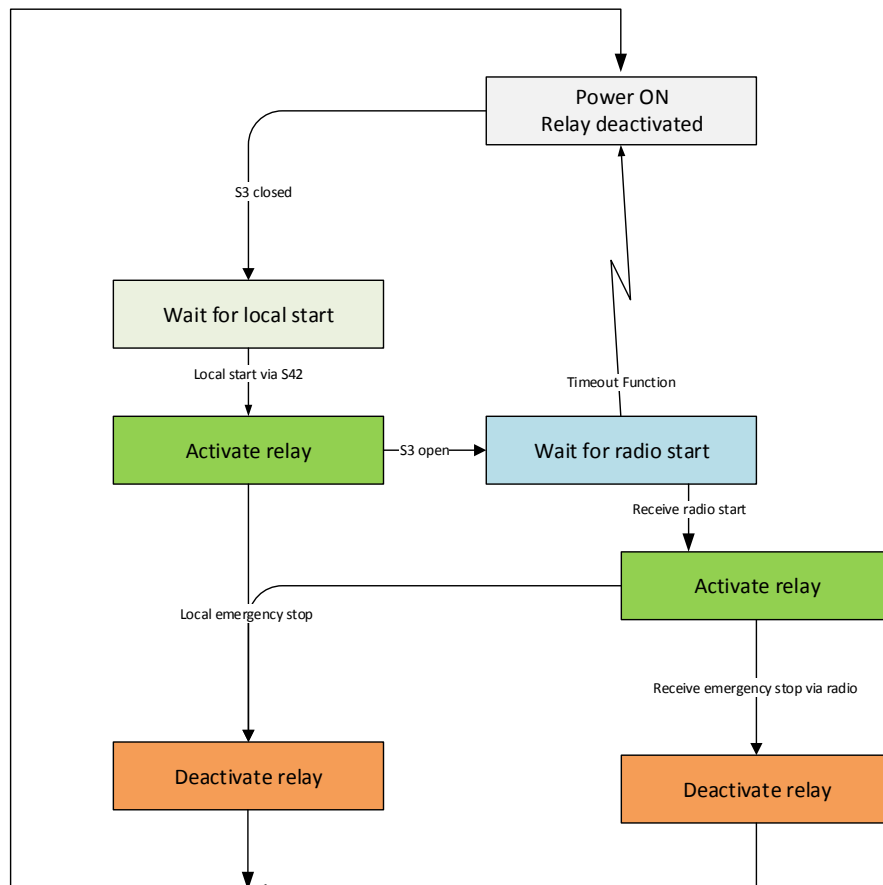 Power ON
Relay deactivated
S3 closed
Wait for local start
Local start via S42
Timeout Function
Activate relay
S3 open
Wait for radio start
Receive radio start
Activate relay
Local emergency stop
Receive emergency stop via radio
Deactivate relay
Deactivate relay